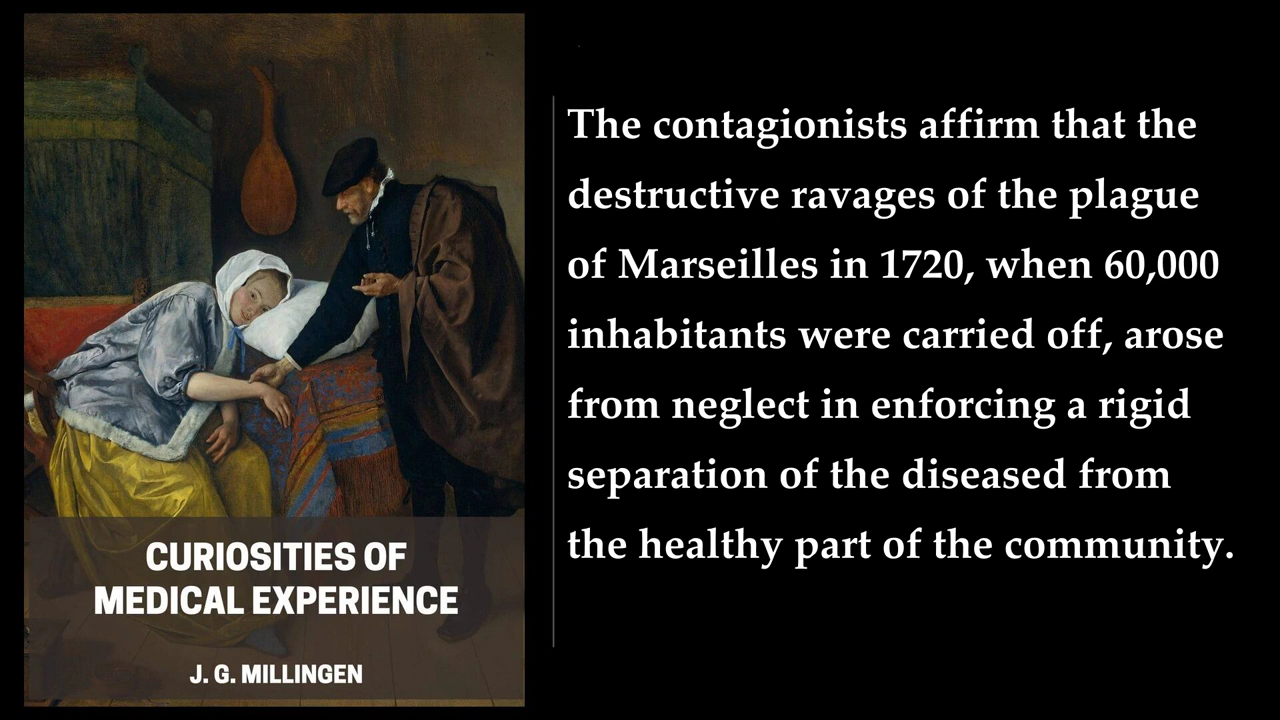 CURIOSITIES OF
MEDICAL EXPERIENCE
J. G. MILLINGEN
The contagionists affirm that the
destructive ravages of the plague
of Marseilles in 1720, when 60,000
inhabitants were carried off, arose
from neglect in enforcing a rigid
separation of the diseased from
the healthy part of the community.